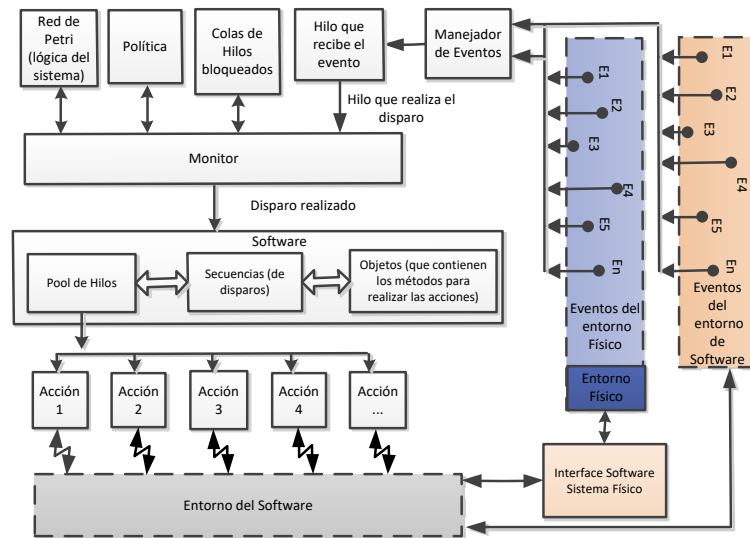 Red de
Petri (red
(lógica del
sistema)
Política
Colas de
Hilos
bloqueados
Hilo que
recibe el
evento
Manejador
de Eventos
Hilo que realiza el
disparo
Monitor
Disparo realizado
Software
Pool de Hilos
Secuencias (de
disparos)
Objetos (que contienen
los métodos para
realizar las acciones)
Acción
1
Acción
2
Acción
3
Acción
4
Acción
...
Entorno del Software
E1
E2
E3
E4
E5
En
Eventos del
entorno
Físico
Entorno
Físico
E1
E2
E3
E4
E5
En
Eventos
del
entorno
de
Software
Interface Software
Sistema Físico